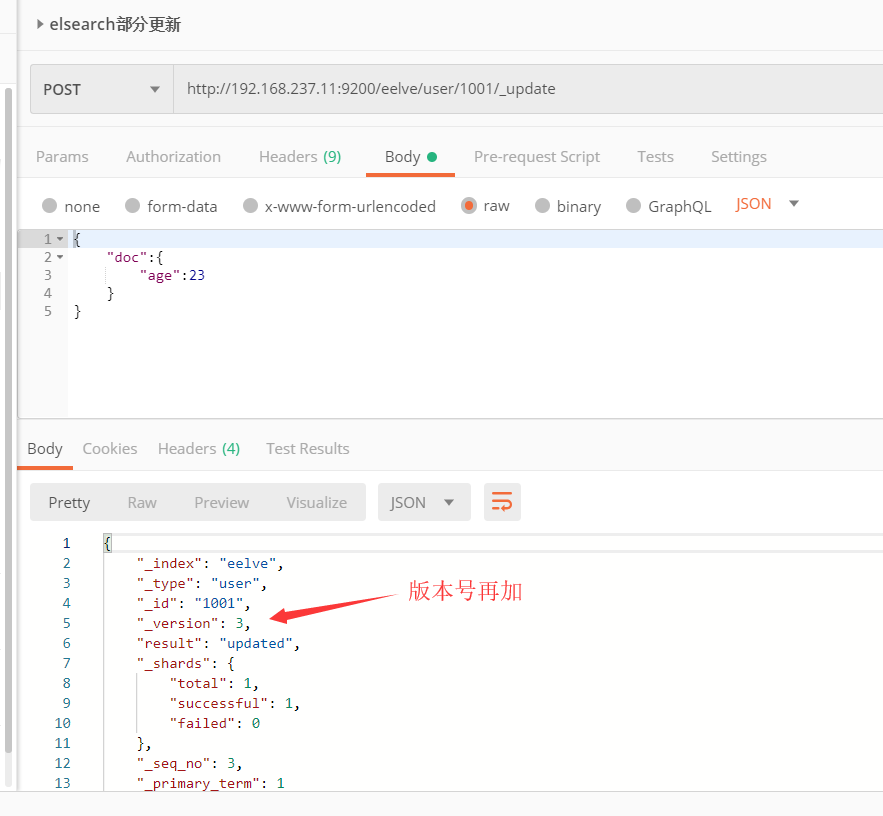 elsearch部分更新
POST http://192.168.237.11:9200/eelve/user/1001/_update
Params Authorization Headers (9) Body Pre-request Script Tests Settings
none form-data x-www-form-urlencoded raw binary GraphQL JSON
1 {
2 "doc":{
3 "age":23
4 }
5 }
Body Cookies Headers (4) Test Results
Pretty Raw Preview Visualize JSON
1 {
2 "_index": "eelve",
3 "_type": "user",
版本号再加
4 "_id": "1001",
5 "_version": 3,
6 "result": "updated",
7 "_shards": {
8 "total": 1,
9 "successful": 1,
10 "failed": 0
11 },
12 "_seq_no": 3,
13 "_primary_term": 1